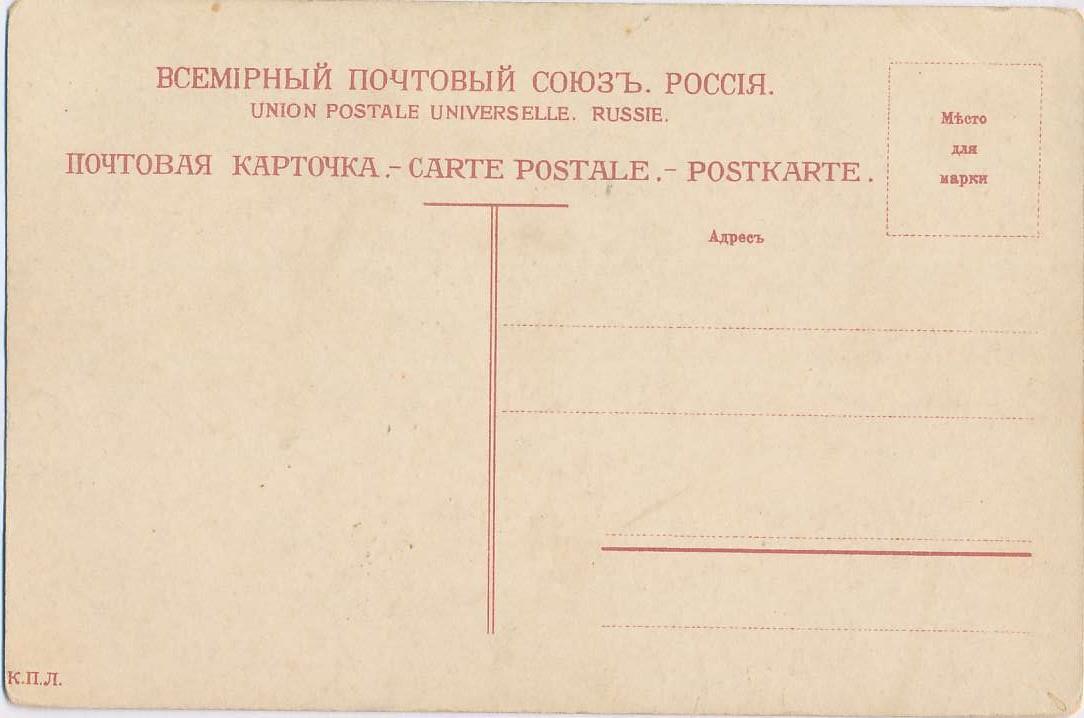 ВСЕМІРНЫЙ ПОЧТОВЫЙ СОЮЗЪ. РОССІЯ.
UNION POSTALE UNIVERSELLE. RUSSIE.
ПОЧТОВАЯ КАРТОЧКА.- CARTE POSTALE.- POSTKARTE.
Мѣсто
для
марки
Адресъ
К.П.Л.